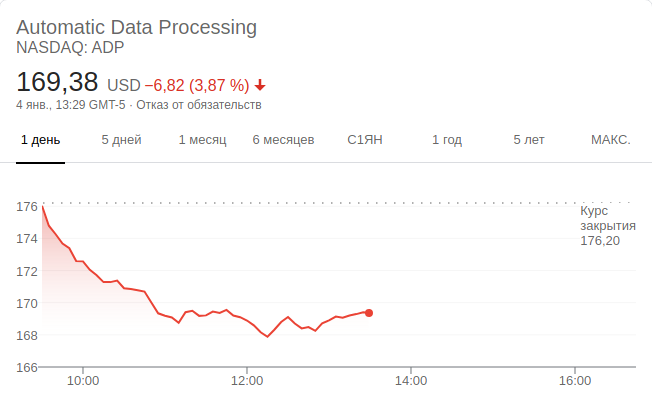 Automatic Data Processing
NASDAQ: ADP
169,38 USD −6,82 (3,87 %)
4 янв., 13:29 GMT-5 · Отказ от обязательств
1 день 5 дней 1 месяц 6 месяцев С1ЯН 1 год 5 лет МАКС.
176
Курс
закрытия
176,20
174
172
170
168
166
10:00 12:00 14:00 16:00